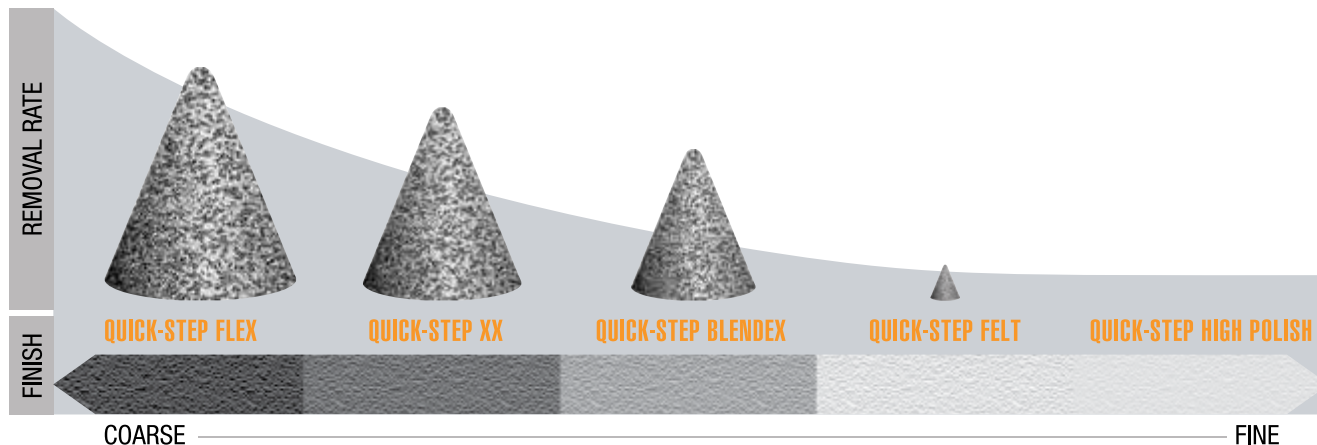 REMOVAL RATE
QUICK-STEP FLEX
QUICK-STEP XX
QUICK-STEP BLENDEX
QUICK-STEP FELT
QUICK-STEP HIGH POLISH
FINISH
COARSE
FINE